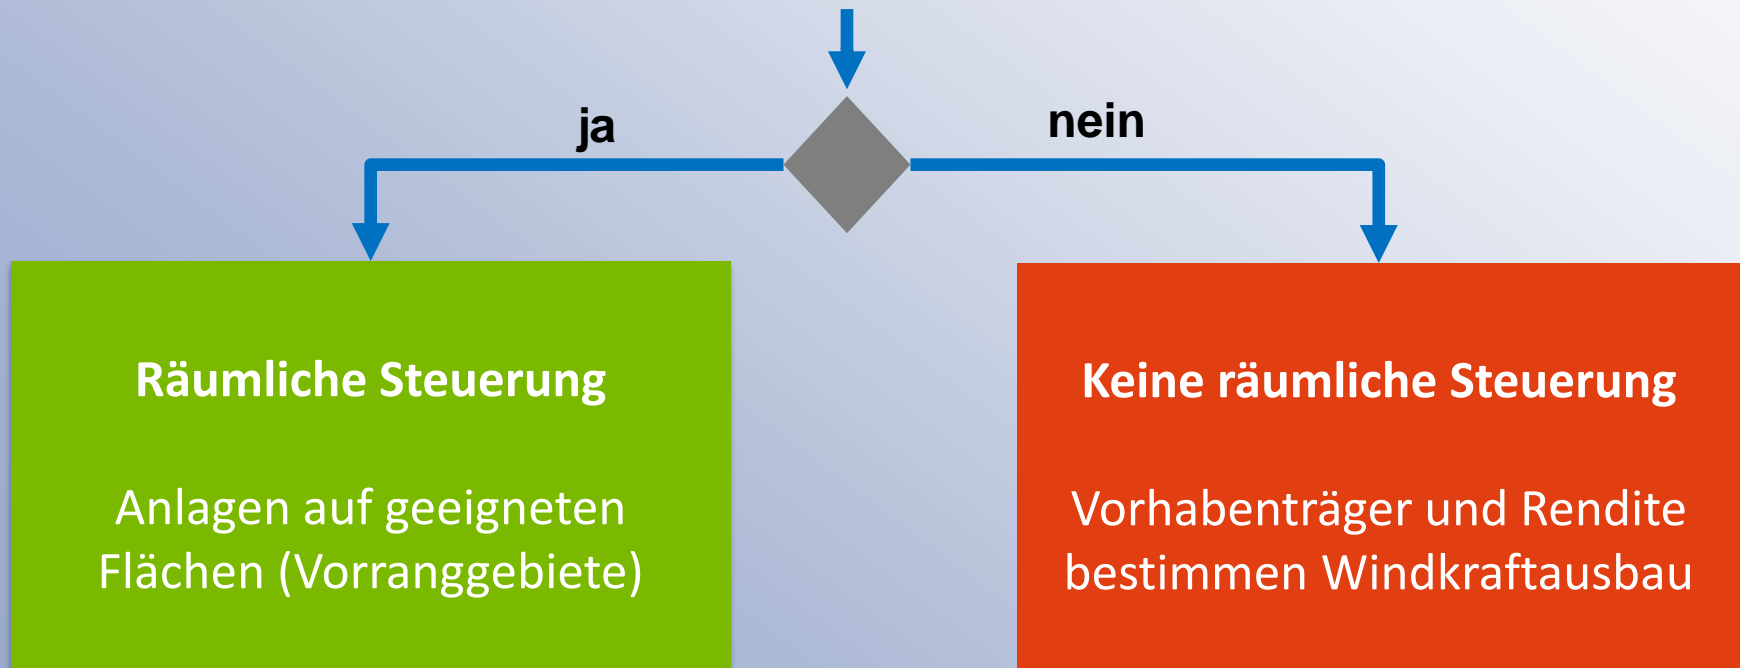 ja
nein
Räumliche Steuerung
Anlagen auf geeigneten
Flächen (Vorranggebiete)
Keine räumliche Steuerung
Vorhabenträger und Rendite
bestimmen Windkraftausbau